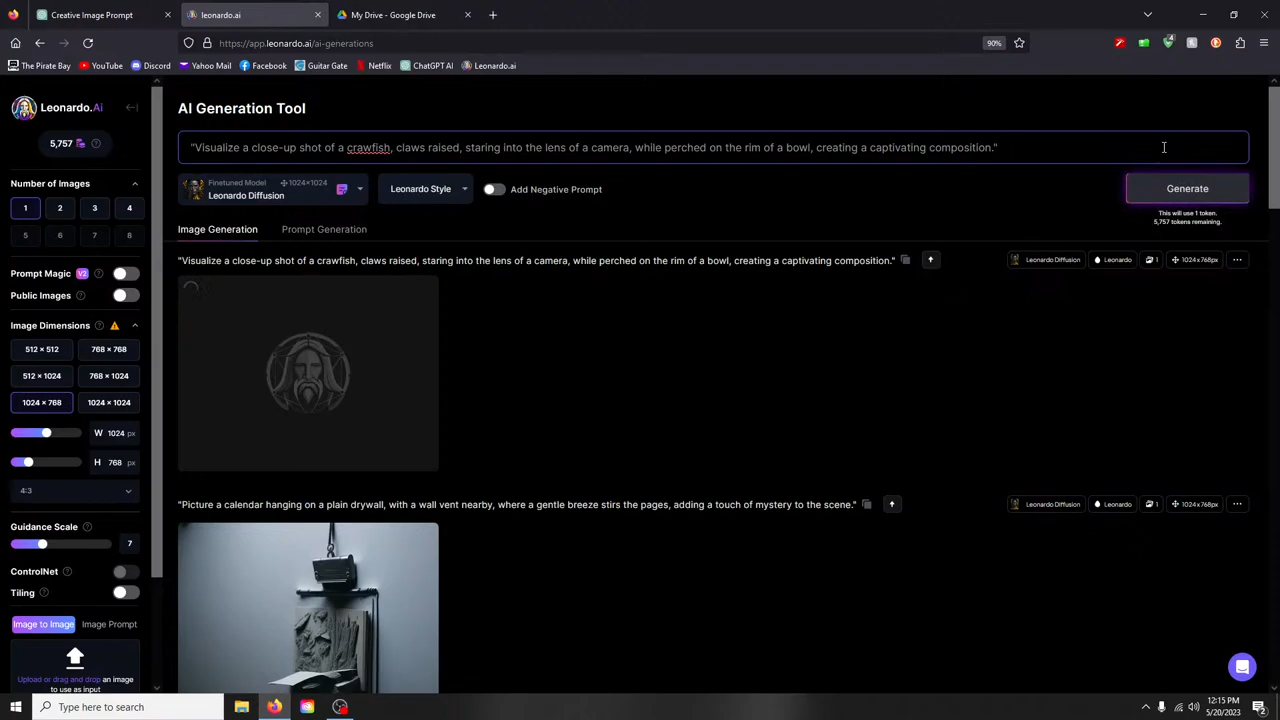 Creative Image Prompt
leonardo.ai
My Drive - Google Drive
https://app.leonardo.ai/ai-generations
90%
4
The Pirate Bay
YouTube
Discord
Yahoo Mail
Facebook
Guitar Gate
Netflix
ChatGPT AI
Leonardo.ai
Leonardo.Ai
5,757
Number of Images
1 2 3 4
5 6 7 8
Prompt Magic V2
Public Images
Image Dimensions
512 × 512 768 × 768
512 × 1024 768 × 1024
1024 × 768 1024 × 1024
W 1024 px
H 768 px
4:3
Guidance Scale
7
ControlNet
Tiling
Image to Image Image Prompt
Upload or drag and drop an image
to use as input
AI Generation Tool
"Visualize a close-up shot of a crawfish, claws raised, staring into the lens of a camera, while perched on the rim of a bowl, creating a captivating composition."
Finetuned Model 1024×1024
Leonardo Diffusion
Leonardo Style
Add Negative Prompt
Generate
This will use 1 token.
5,757 tokens remaining.
Image Generation Prompt Generation
"Visualize a close-up shot of a crawfish, claws raised, staring into the lens of a camera, while perched on the rim of a bowl, creating a captivating composition."
Leonardo Diffusion Leonardo 1 1024x768px
"Picture a calendar hanging on a plain drywall, with a wall vent nearby, where a gentle breeze stirs the pages, adding a touch of mystery to the scene."
Leonardo Diffusion Leonardo 1 1024x768px
Type here to search
12:15 PM
5/20/2023
2